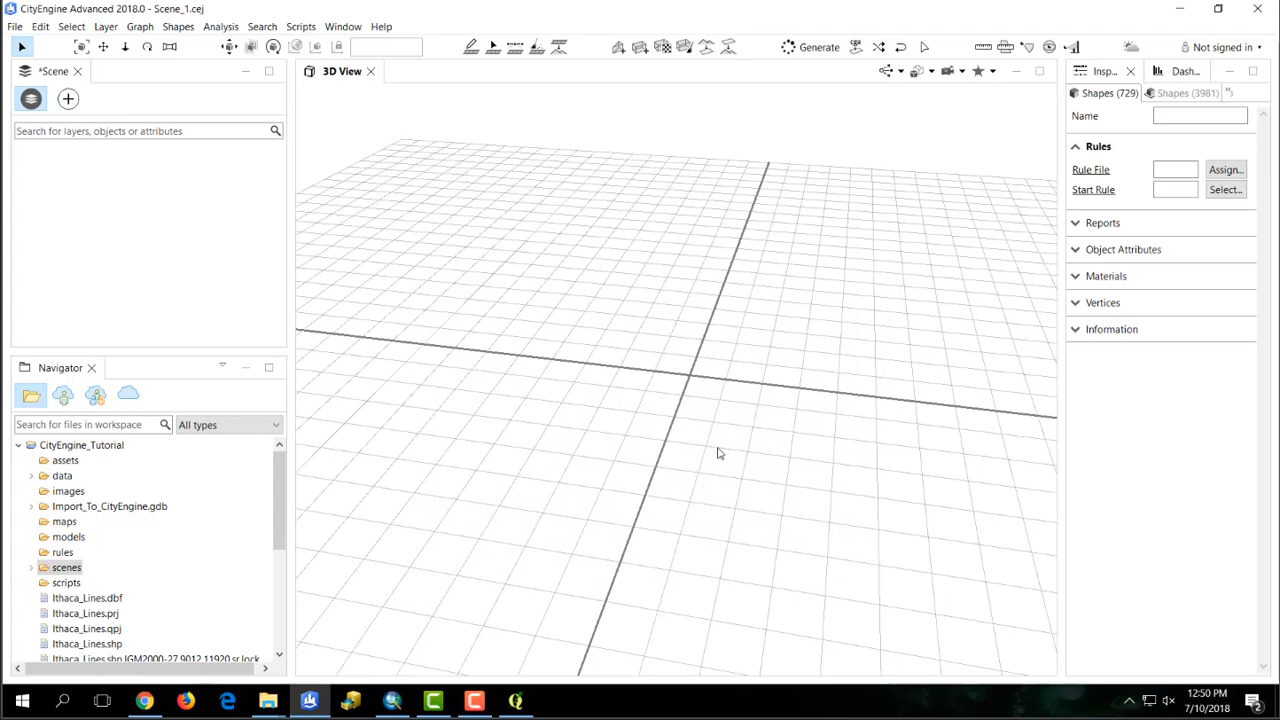 CityEngine Advanced 2018.0 - Scene_1.cej
File Edit Select Layer Graph Shapes Analysis Search Scripts Window Help
Generate
Not signed in
*Scene
3D View
Insp...
Dash...
Shapes (729)
Shapes (3981)
»3
Search for layers, objects or attributes
Name
Rules
Rule File
Assign...
Start Rule
Select...
Reports
Object Attributes
Materials
Vertices
Information
Navigator
Search for files in workspace
All types
CityEngine_Tutorial
assets
data
images
Import_To_CityEngine.gdb
maps
models
rules
scenes
scripts
Ithaca_Lines.dbf
Ithaca_Lines.prj
Ithaca_Lines.qpj
Ithaca_Lines.shp
12:50 PM
7/10/2018
2